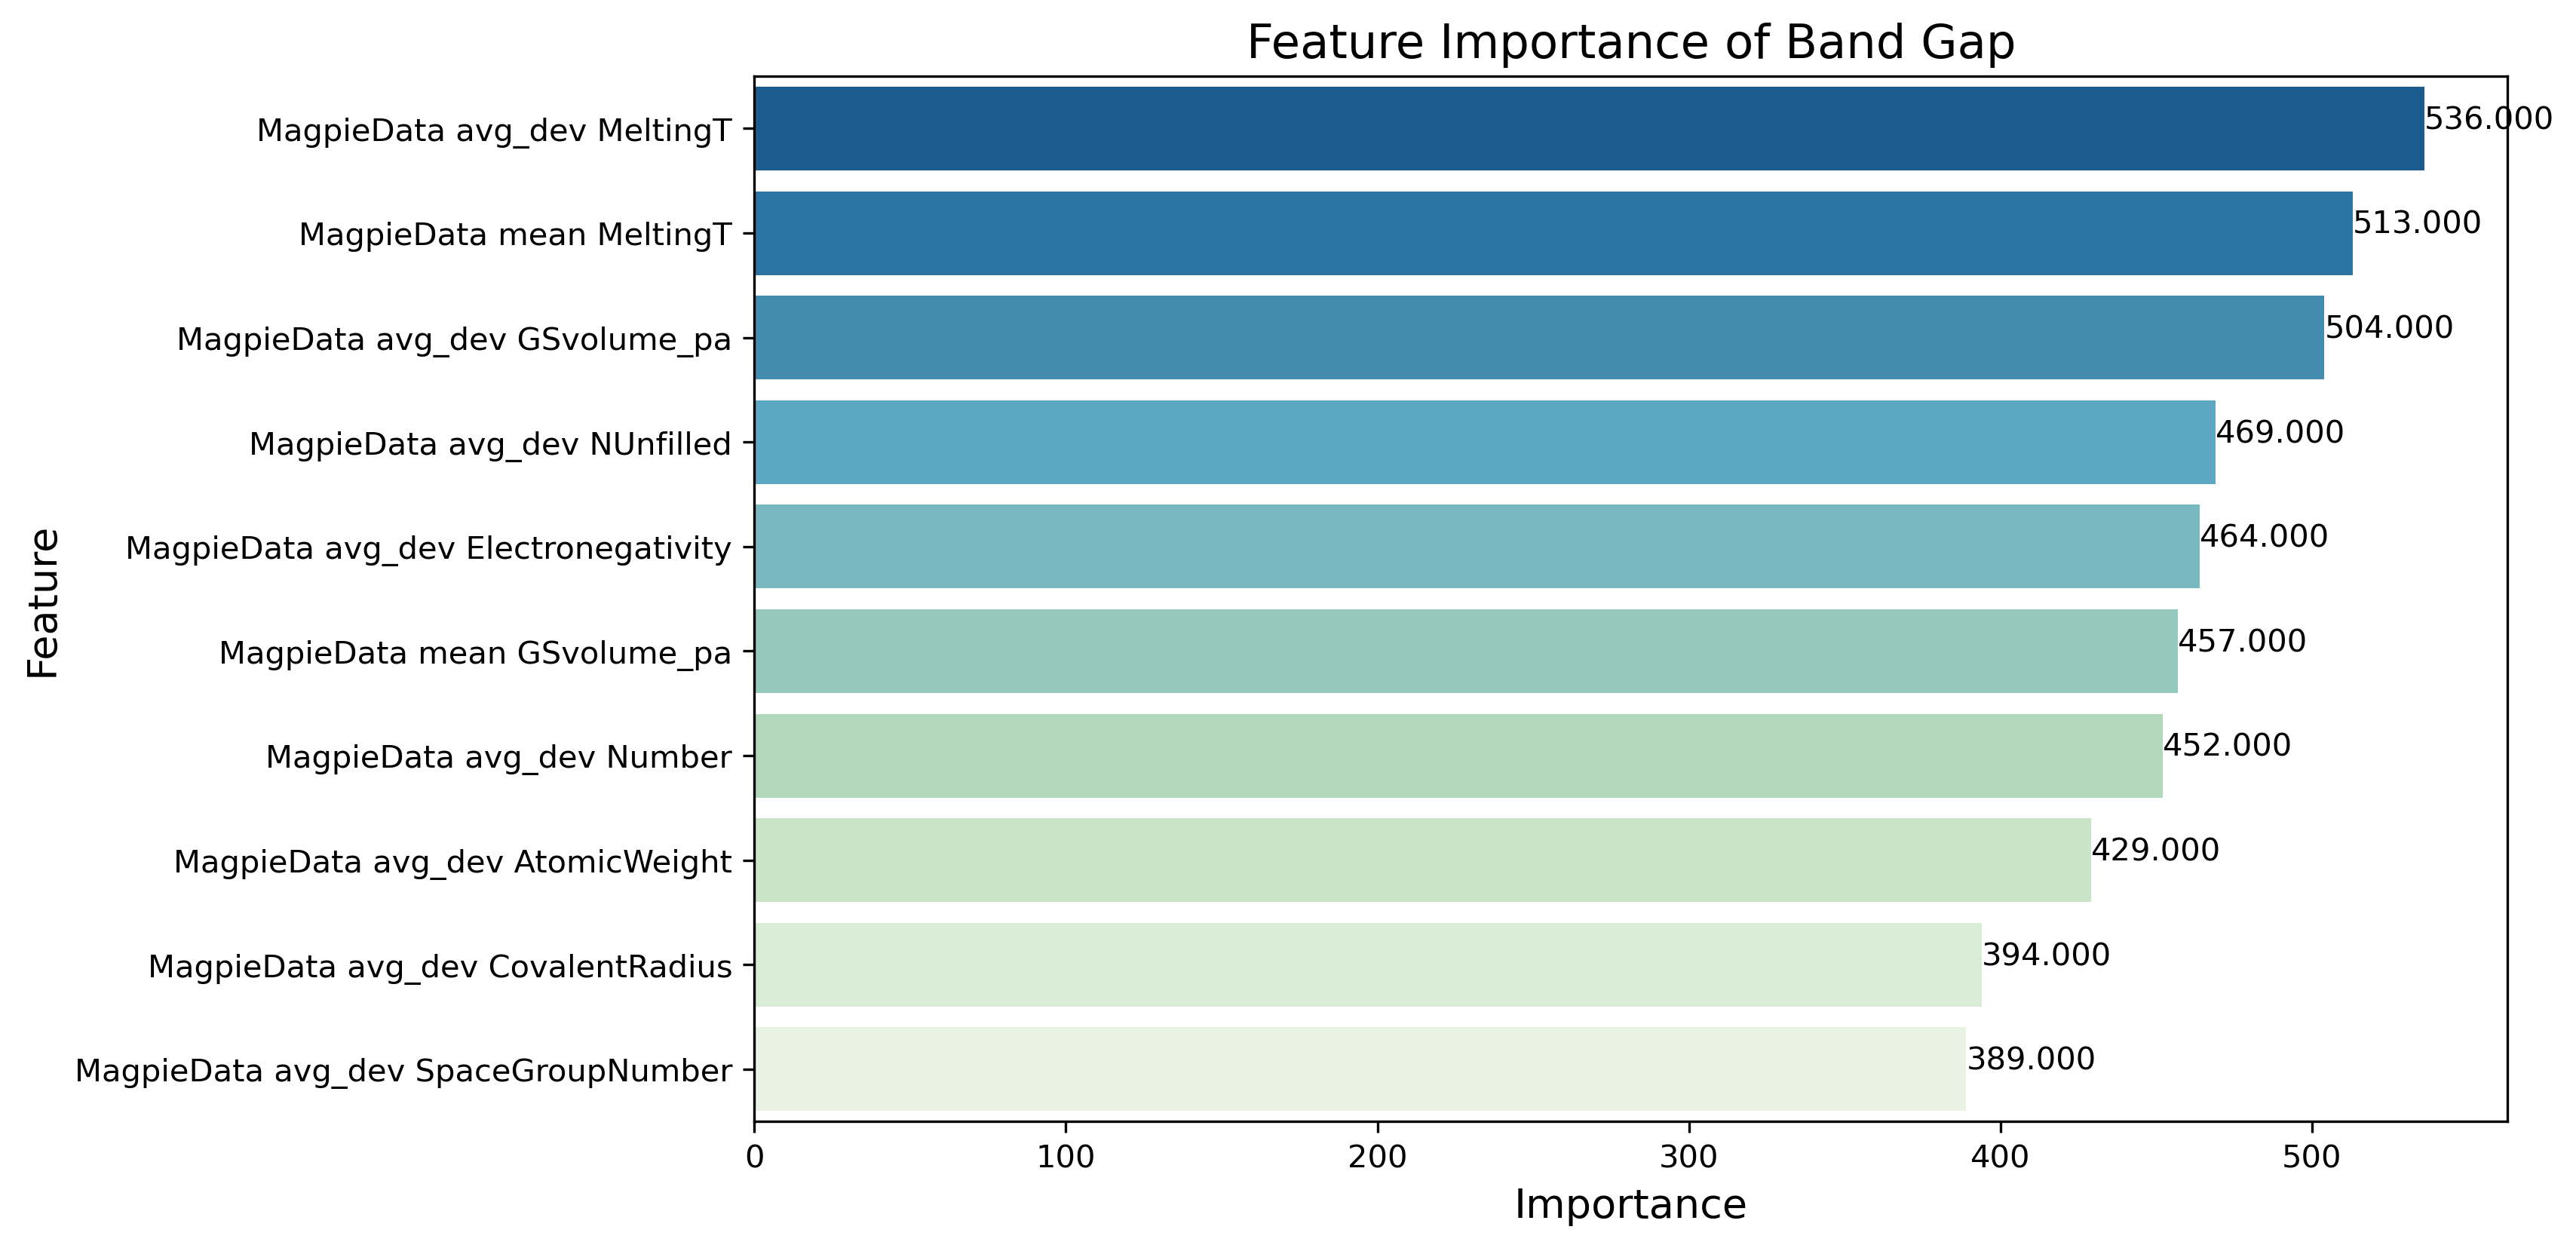 Feature Importance of Band Gap
MagpieData avg_dev MeltingT
536.000
MagpieData mean MeltingT
513.000
MagpieData avg_dev GSvolume_pa
504.000
MagpieData avg_dev NUnfilled
469.000
MagpieData avg_dev Electronegativity
464.000
MagpieData mean GSvolume_pa
457.000
MagpieData avg_dev Number
452.000
MagpieData avg_dev AtomicWeight
429.000
MagpieData avg_dev CovalentRadius
394.000
MagpieData avg_dev SpaceGroupNumber
389.000
Feature
0 100 200 300 400 500
Importance